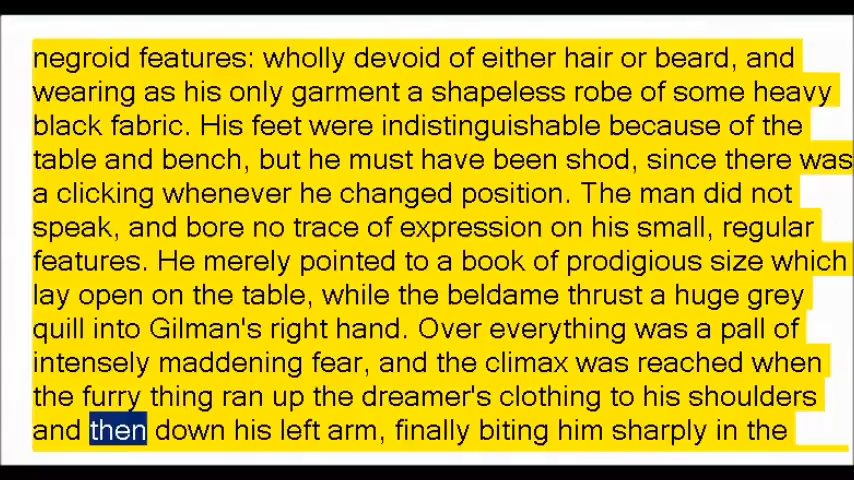 negroid features: wholly devoid of either hair or beard, and
wearing as his only garment a shapeless robe of some heavy
black fabric. His feet were indistinguishable because of the
table and bench, but he must have been shod, since there was
a clicking whenever he changed position. The man did not
speak, and bore no trace of expression on his small, regular
features. He merely pointed to a book of prodigious size which
lay open on the table, while the beldame thrust a huge grey
quill into Gilman's right hand. Over everything was a pall of
intensely maddening fear, and the climax was reached when
the furry thing ran up the dreamer's clothing to his shoulders
and then down his left arm, finally biting him sharply in the